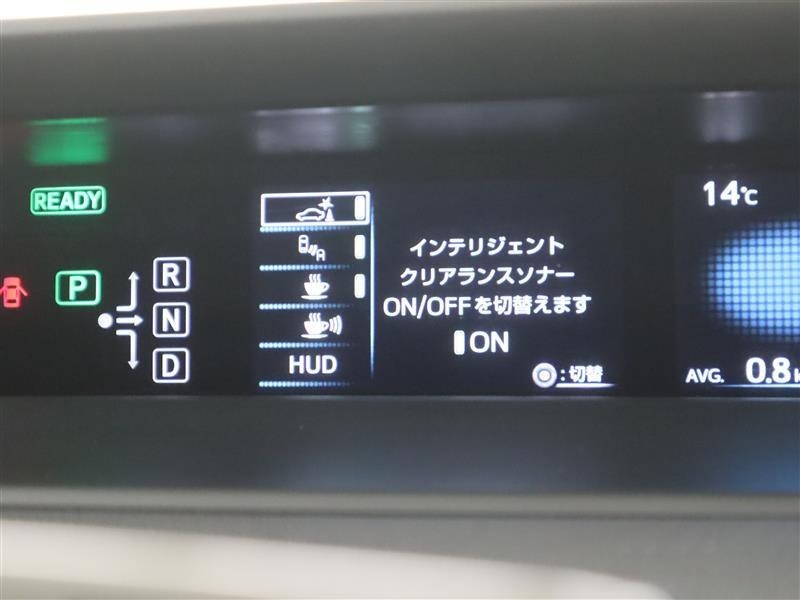 READY
P
R
N
D
HUD
インテリジェント
クリアランスソナー
ON/OFFを切替えます
ON
:切替
14℃
AVG. 0.8